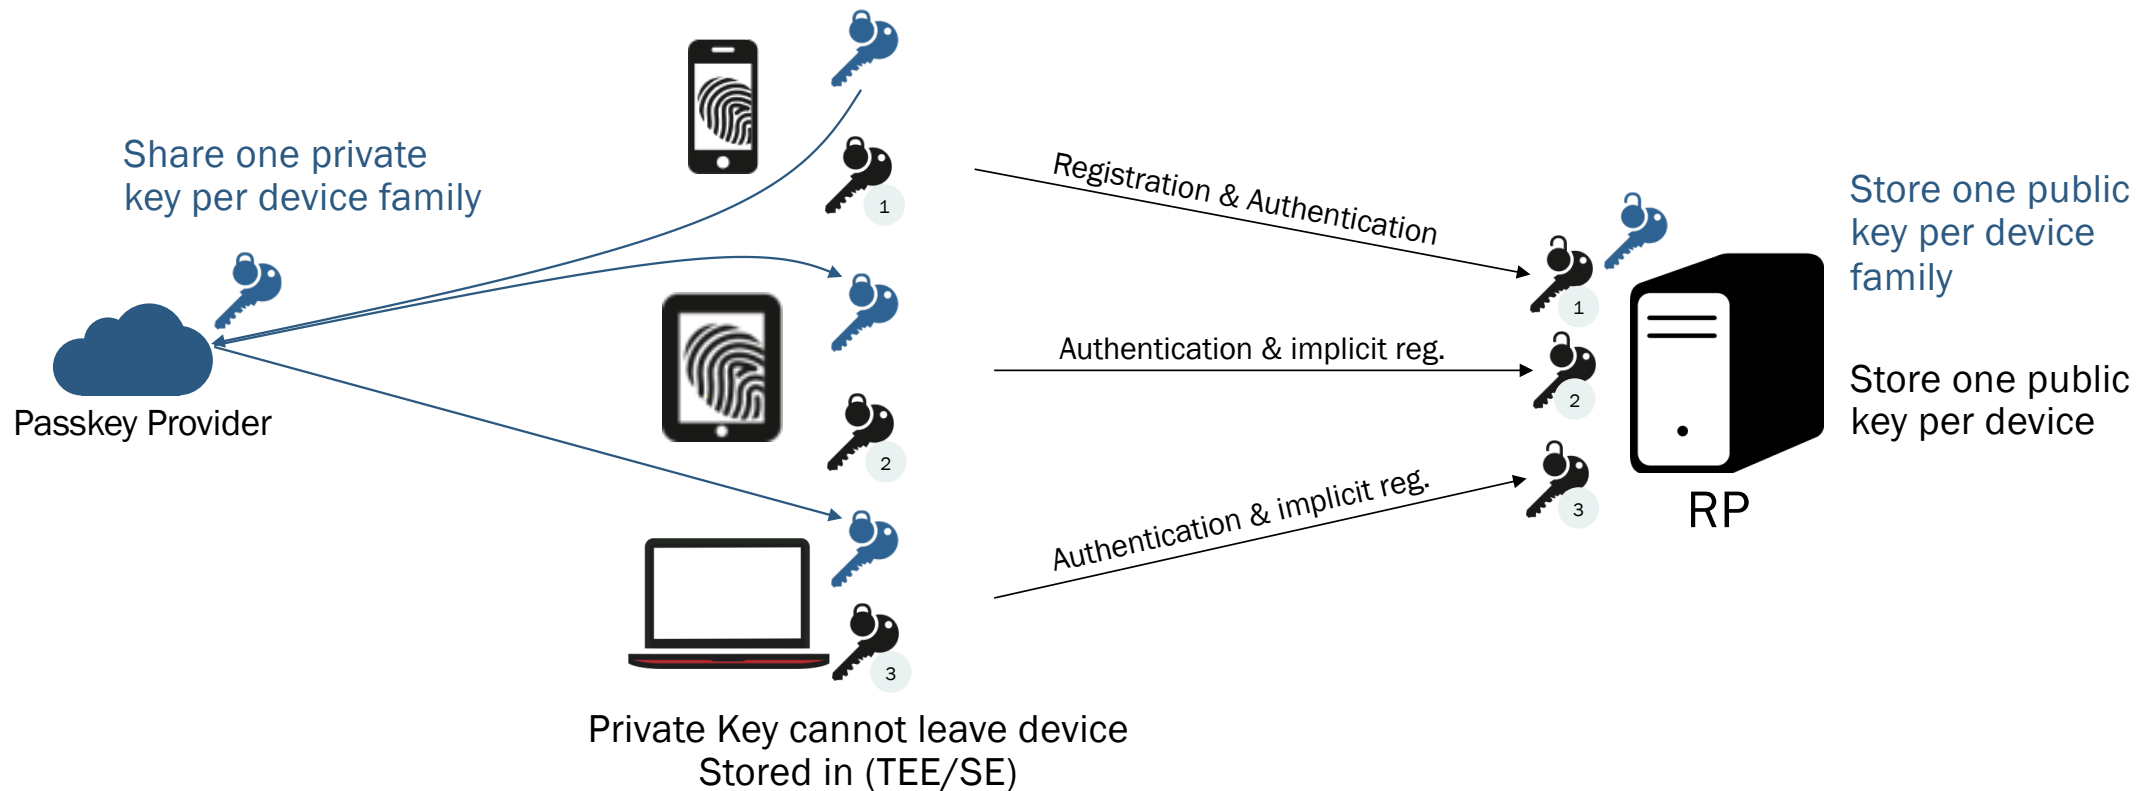 Share one private
key per device family
Passkey Provider
1
2
3
Private Key cannot leave device
Stored in (TEE/SE)
Registration & Authentication
Authentication & implicit reg.
Authentication & implicit reg.
1
2
3
RP
Store one public
key per device
family
Store one public
key per device